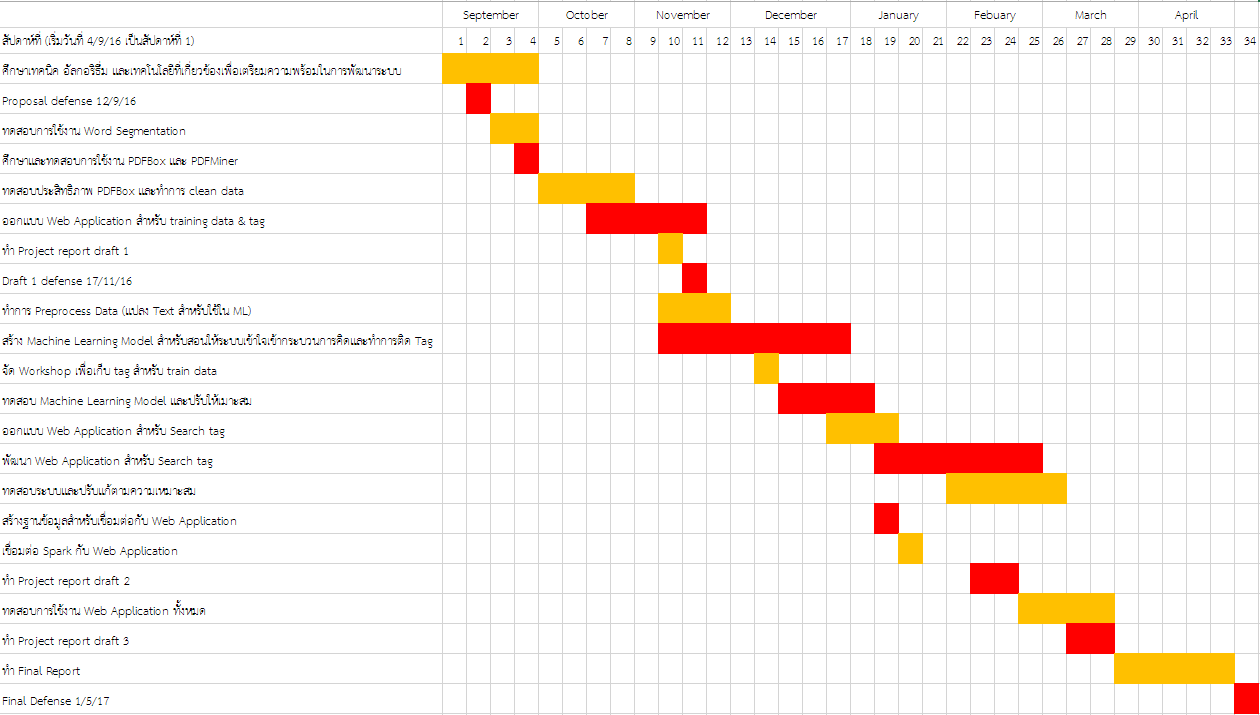 September October November December January Febuary March April
สัปดาห์ที่ (เริ่มวันที่ 4/9/16 เป็นสัปดาห์ที่ 1) 1 2 3 4 5 6 7 8 9 10 11 12 13 14 15 16 17 18 19 20 21 22 23 24 25 26 27 28 29 30 31 32 33 34
ศึกษาเทคนิค อัลกอริธึ่ม และเทคโนโลยีที่เกี่ยวข้องเพื่อเตรียมความพร้อมในการพัฒนาระบบ
Proposal defense 12/9/16
ทดสอบการใช้งาน Word Segmentation
ศึกษาและทดสอบการใช้งาน PDFBox และ PDFMiner
ทดสอบประสิทธิภาพ PDFBox และทำการ clean data
ออกแบบ Web Application สำหรับ training data & tag
ทำ Project report draft 1
Draft 1 defense 17/11/16
ทำการ Preprocess Data (แปลง Text สำหรับใช้ใน ML)
สร้าง Machine Learning Model สำหรับสอนให้ระบบเข้าใจเข้ากระบวนการคิดและทำการติด Tag
จัด Workshop เพื่อเก็บ tag สำหรับ train data
ทดสอบ Machine Learning Model และปรับให้เมาะสม
ออกแบบ Web Application สำหรับ Search tag
พัฒนา Web Application สำหรับ Search tag
ทดสอบระบบและปรับแก้ตามความเหมาะสม
สร้างฐานข้อมูลสำหรับเชื่อมต่อกับ Web Application
เชื่อมต่อ Spark กับ Web Application
ทำ Project report draft 2
ทดสอบการใช้งาน Web Application ทั้งหมด
ทำ Project report draft 3
ทำ Final Report
Final Defense 1/5/17